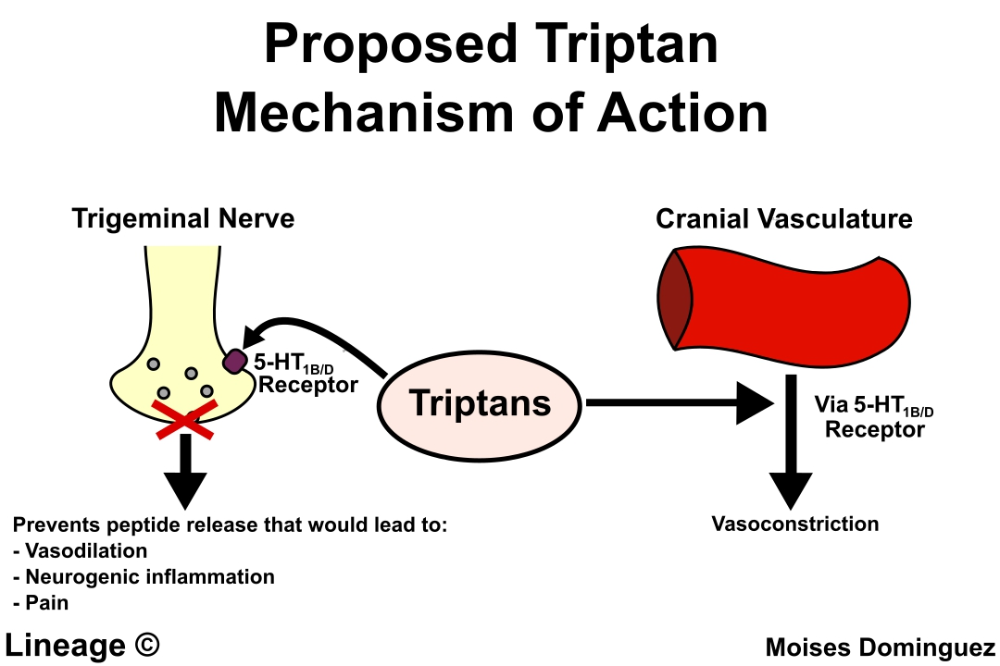 Proposed Triptan
Mechanism of Action
Trigeminal Nerve
Cranial Vasculature
5-HT1B/D
Receptor
Triptans
Via 5-HT1B/D
Receptor
Prevents peptide release that would lead to:
- Vasodilation
- Neurogenic inflammation
- Pain
Vasoconstriction
Lineage ©
Moises Dominguez